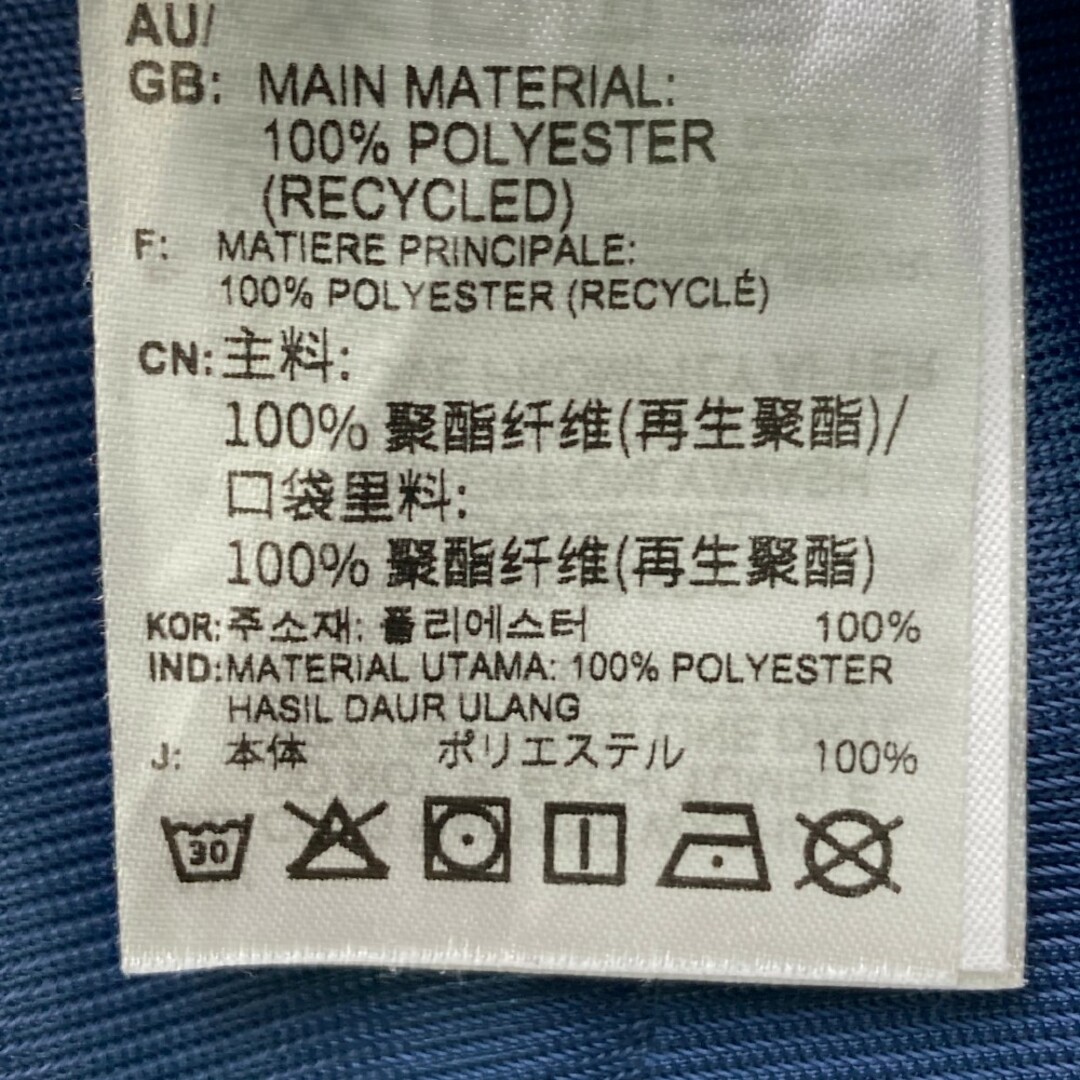 AU/
GB: MAIN MATERIAL:
100% POLYESTER
(RECYCLED)
F: MATIERE PRINCIPALE:
100% POLYESTER (RECYCLÉ)
CN: 主料:
100% 聚酯纤维(再生聚酯)/
口袋里料:
100% 聚酯纤维(再生聚酯)
KOR: 주소재: 폴리에스터 100%
IND: MATERIAL UTAMA: 100% POLYESTER
HASIL DAUR ULANG
J: 本体 ポリエステル 100%
30